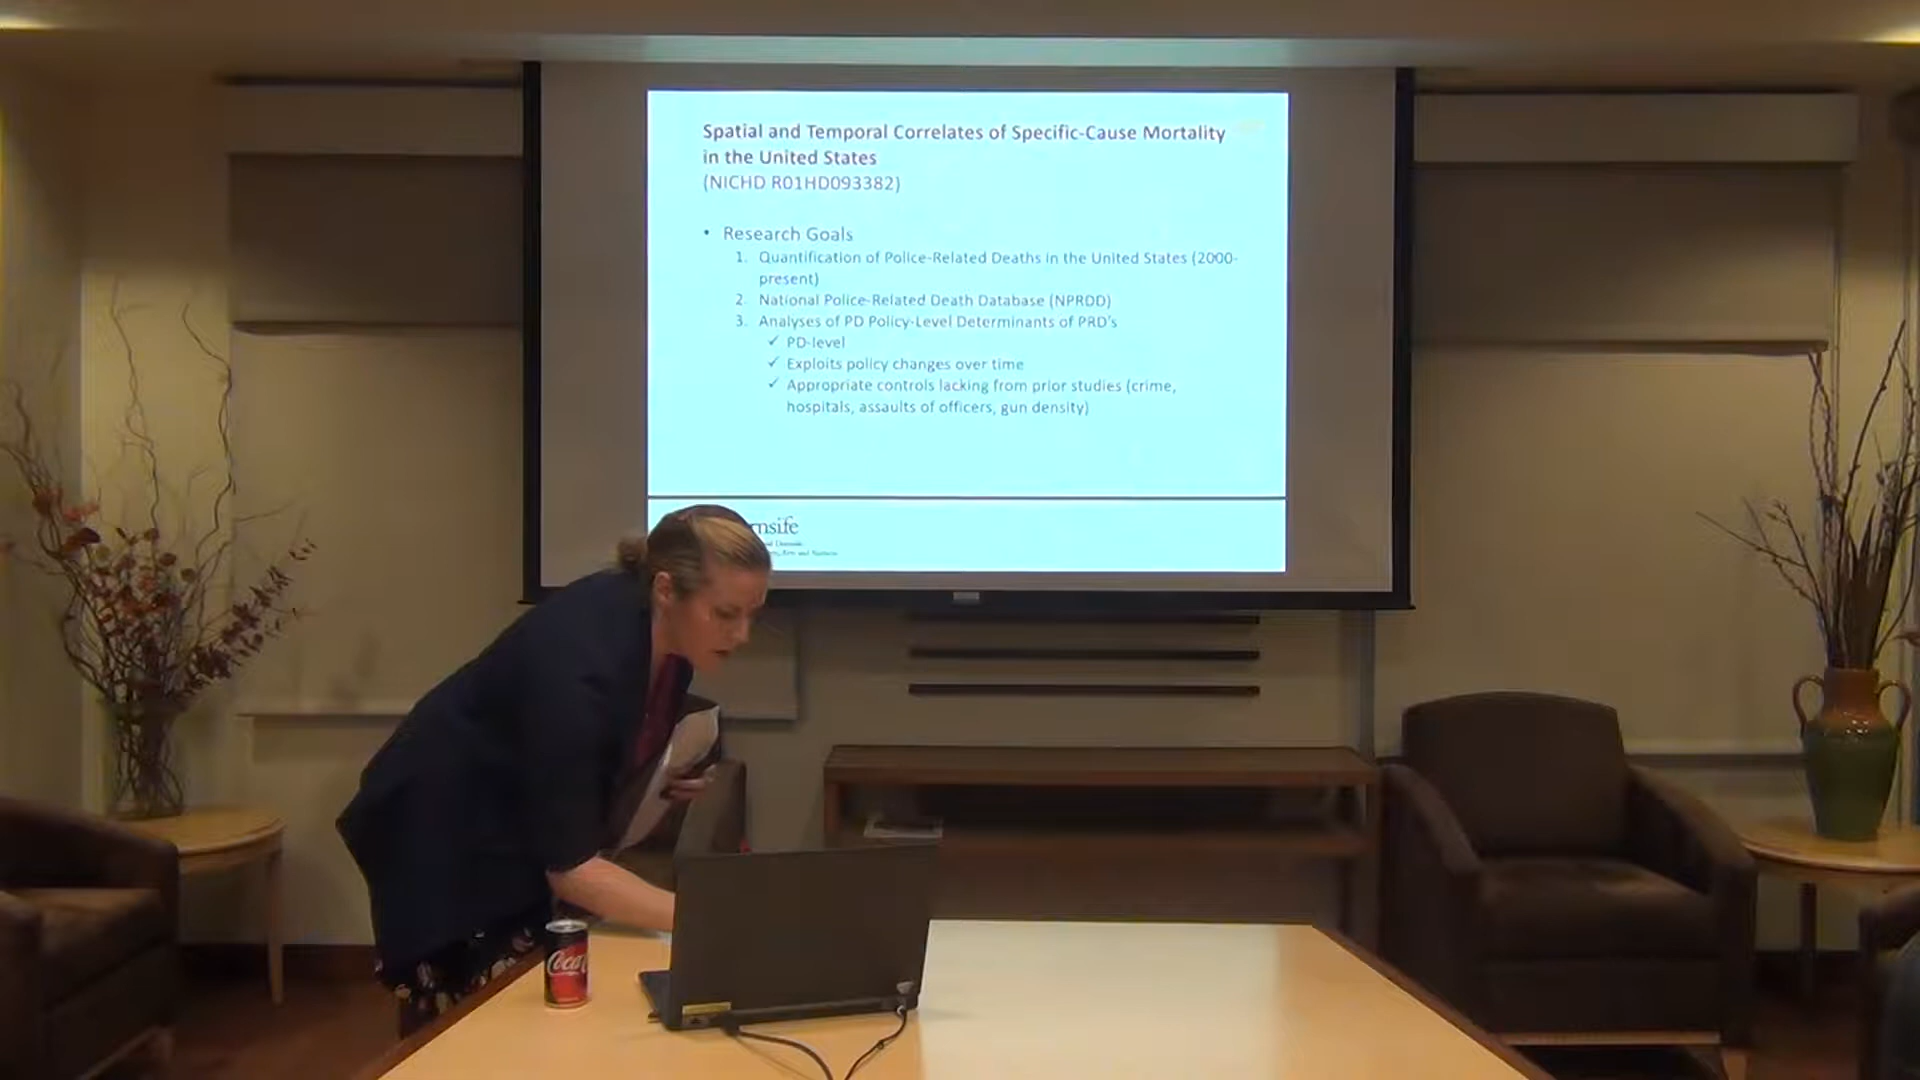 Spatial and Temporal Correlates of Specific-Cause Mortality
in the United States
(NICHD R01HD093382)
• Research Goals
1. Quantification of Police-Related Deaths in the United States (2000-
present)
2. National Police-Related Death Database (NPRDD)
3. Analyses of PD Policy-Level Determinants of PRD's
✓ PD-level
✓ Exploits policy changes over time
✓ Appropriate controls lacking from prior studies (crime,
hospitals, assaults of officers, gun density)
nsife
Coca